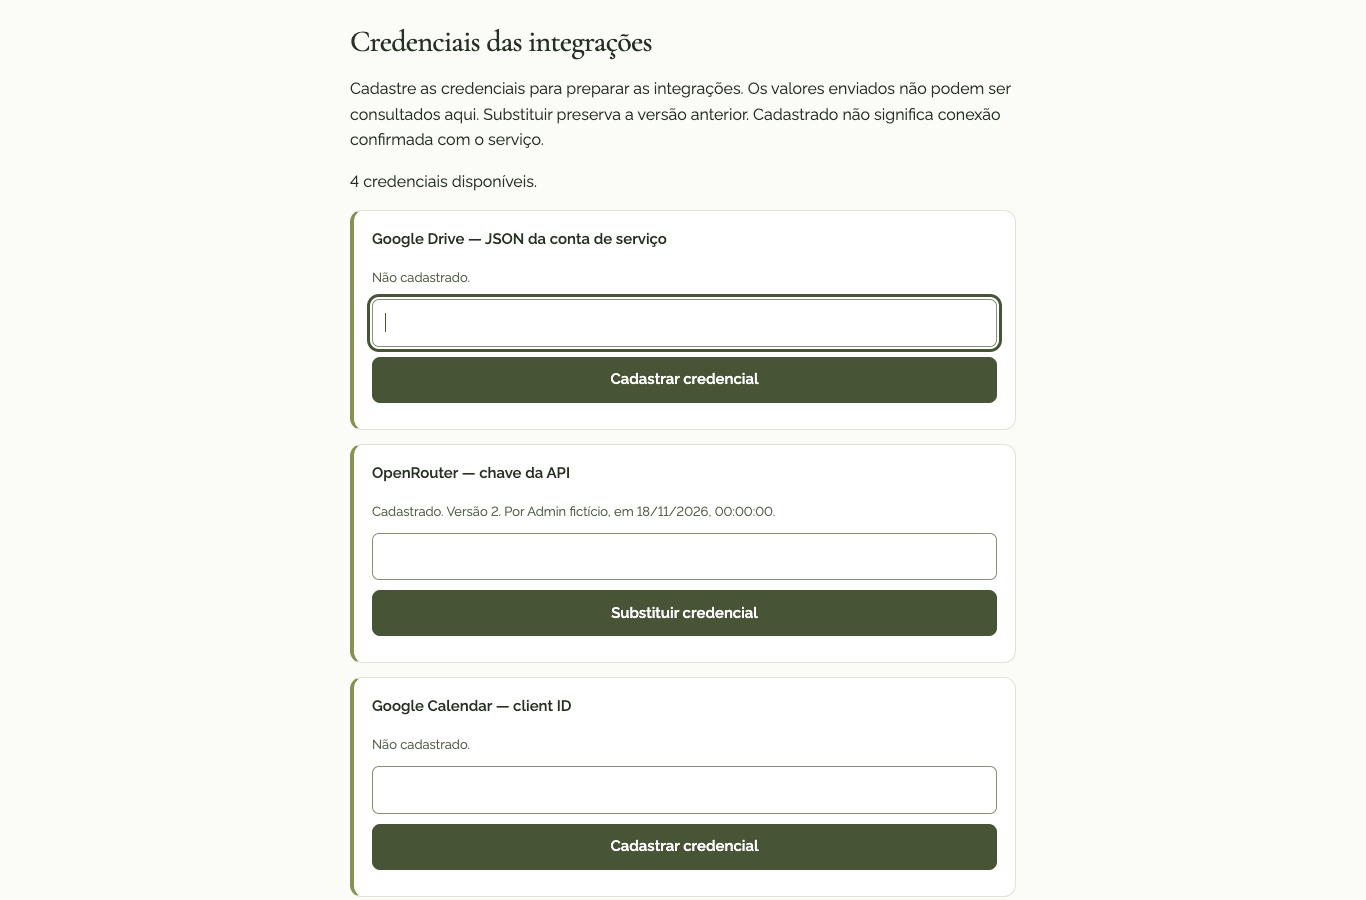 Credenciais das integrações
Cadastre as credenciais para preparar as integrações. Os valores enviados não podem ser
consultados aqui. Substituir preserva a versão anterior. Cadastrado não significa conexão
confirmada com o serviço.
4 credenciais disponíveis.
Google Drive — JSON da conta de serviço
Não cadastrado.
Cadastrar credencial
OpenRouter — chave da API
Cadastrado. Versão 2. Por Admin fictício, em 18/11/2026, 00:00:00.
Substituir credencial
Google Calendar — client ID
Não cadastrado.
Cadastrar credencial